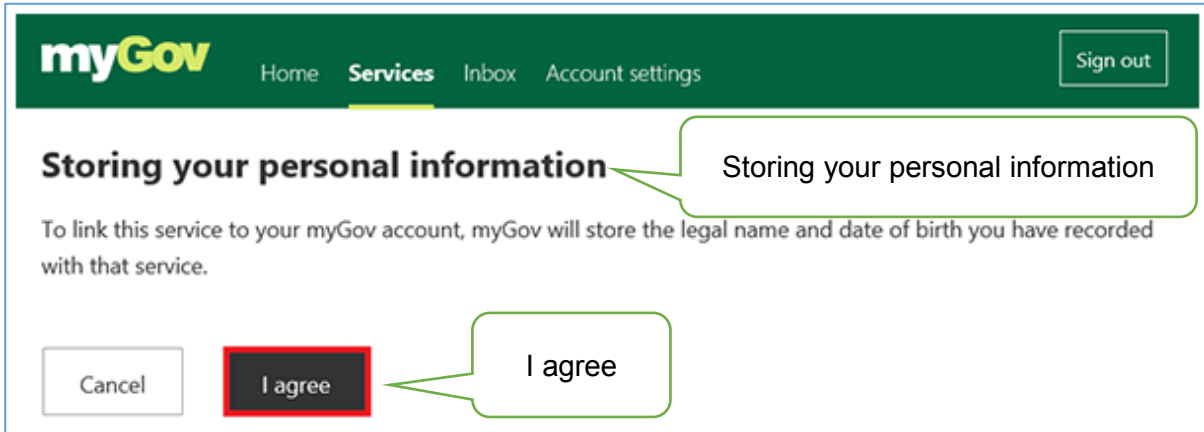 myGov Home Services Inbox Account settings Sign out
Storing your personal information
Storing your personal information
To link this service to your myGov account, myGov will store the legal name and date of birth you have recorded
with that service.
Cancel I agree
I agree